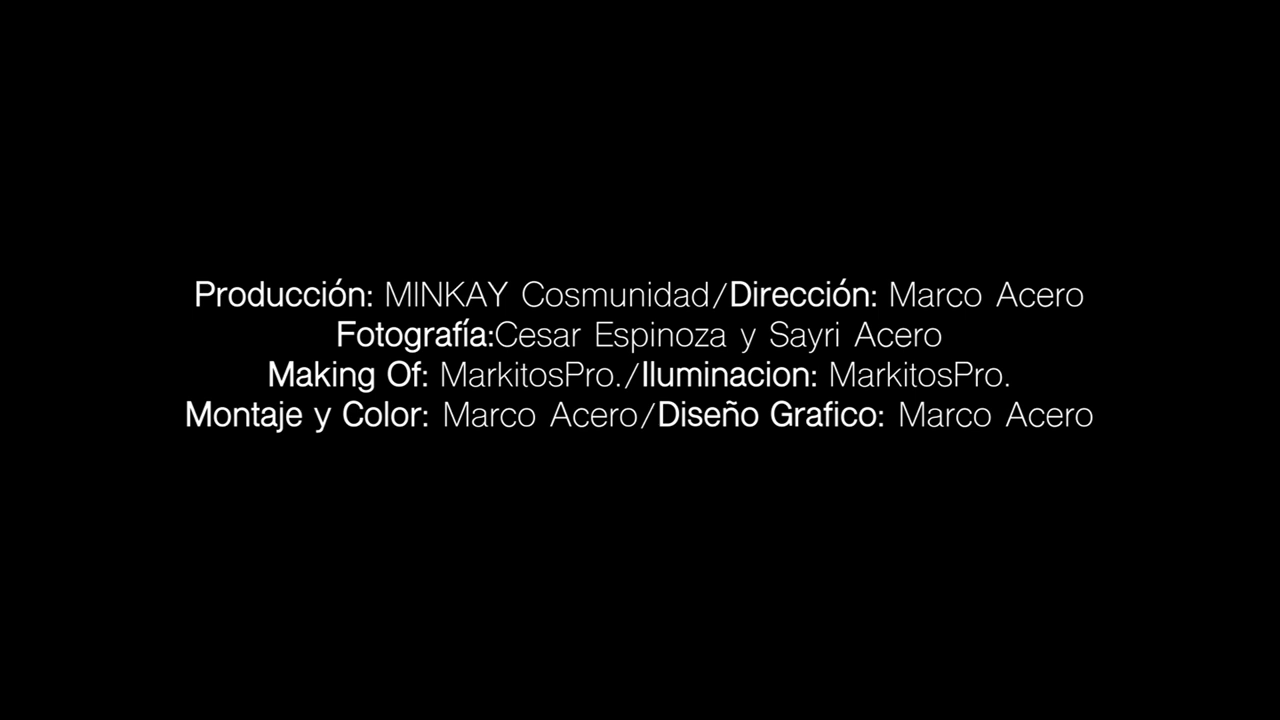 Producción: MINKAY Cosmunidad/Dirección: Marco Acero
Fotografía:Cesar Espinoza y Sayri Acero
Making Of: MarkitosPro./Iluminacion: MarkitosPro.
Montaje y Color: Marco Acero/Diseño Grafico: Marco Acero